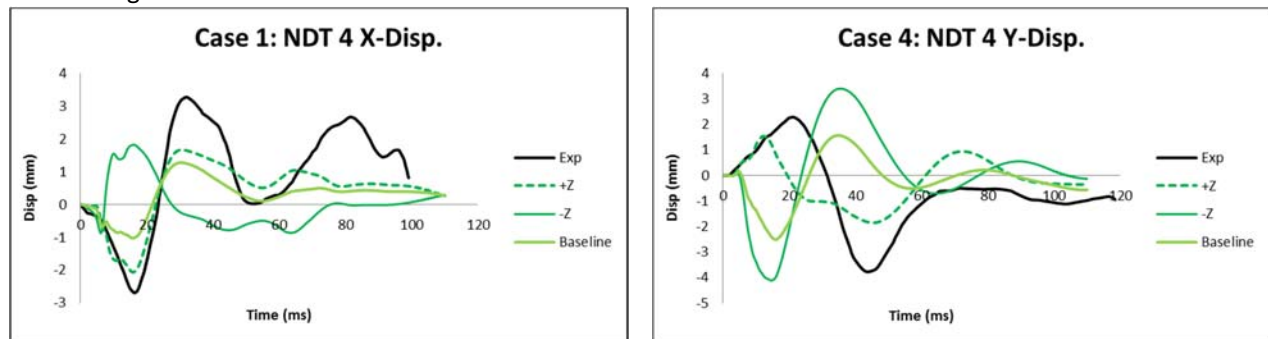 Case 1: NDT 4 X-Disp.
4
3
2
1
0
-1
-2
-3
0
20
40
60
80
100
120
Disp (mm)
Time (ms)
Exp
+Z
-Z
Baseline
Case 4: NDT 4 Y-Disp.
4
3
2
1
0
-1
-2
-3
-4
-5
0
20
40
60
80
100
120
Disp (mm)
Time (ms)
Exp
+Z
-Z
Baseline